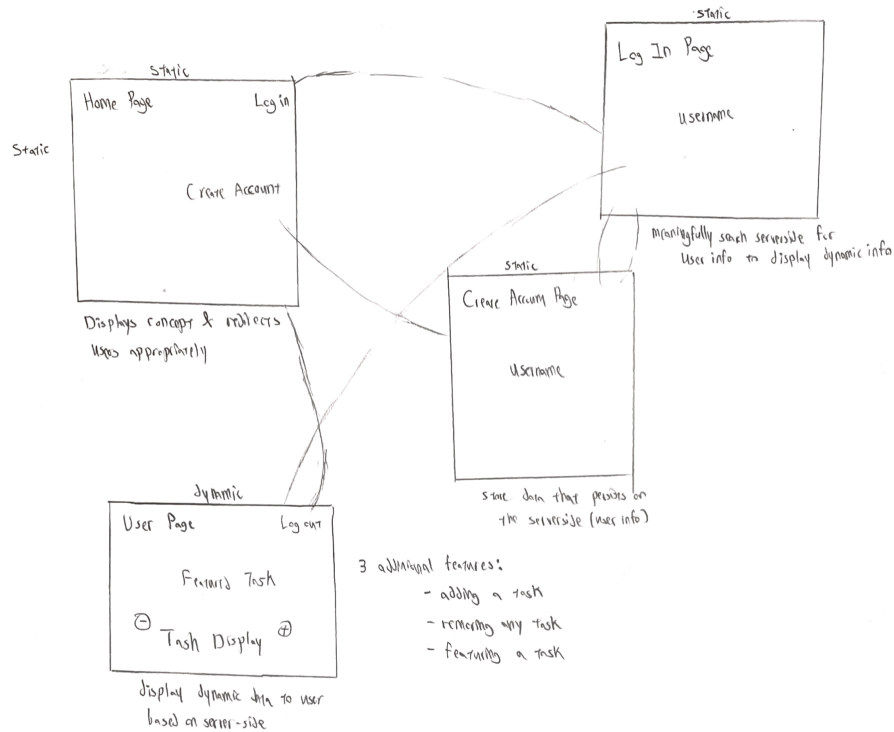 Static
Log In Page
Username
meaningfully search serverside for
user info to display dynamic info
Static
Static
Home Page Log in
Create Account
Displays concept & redirects
users appropriately
Static
Create Account Page
Username
store data that persists on
the serverside (user info)
dynamic
User Page Log out
Featured Task
- Task Display +
display dynamic data to user
based on server-side
3 additional features:
- adding a task
- removing any task
- featuring a task